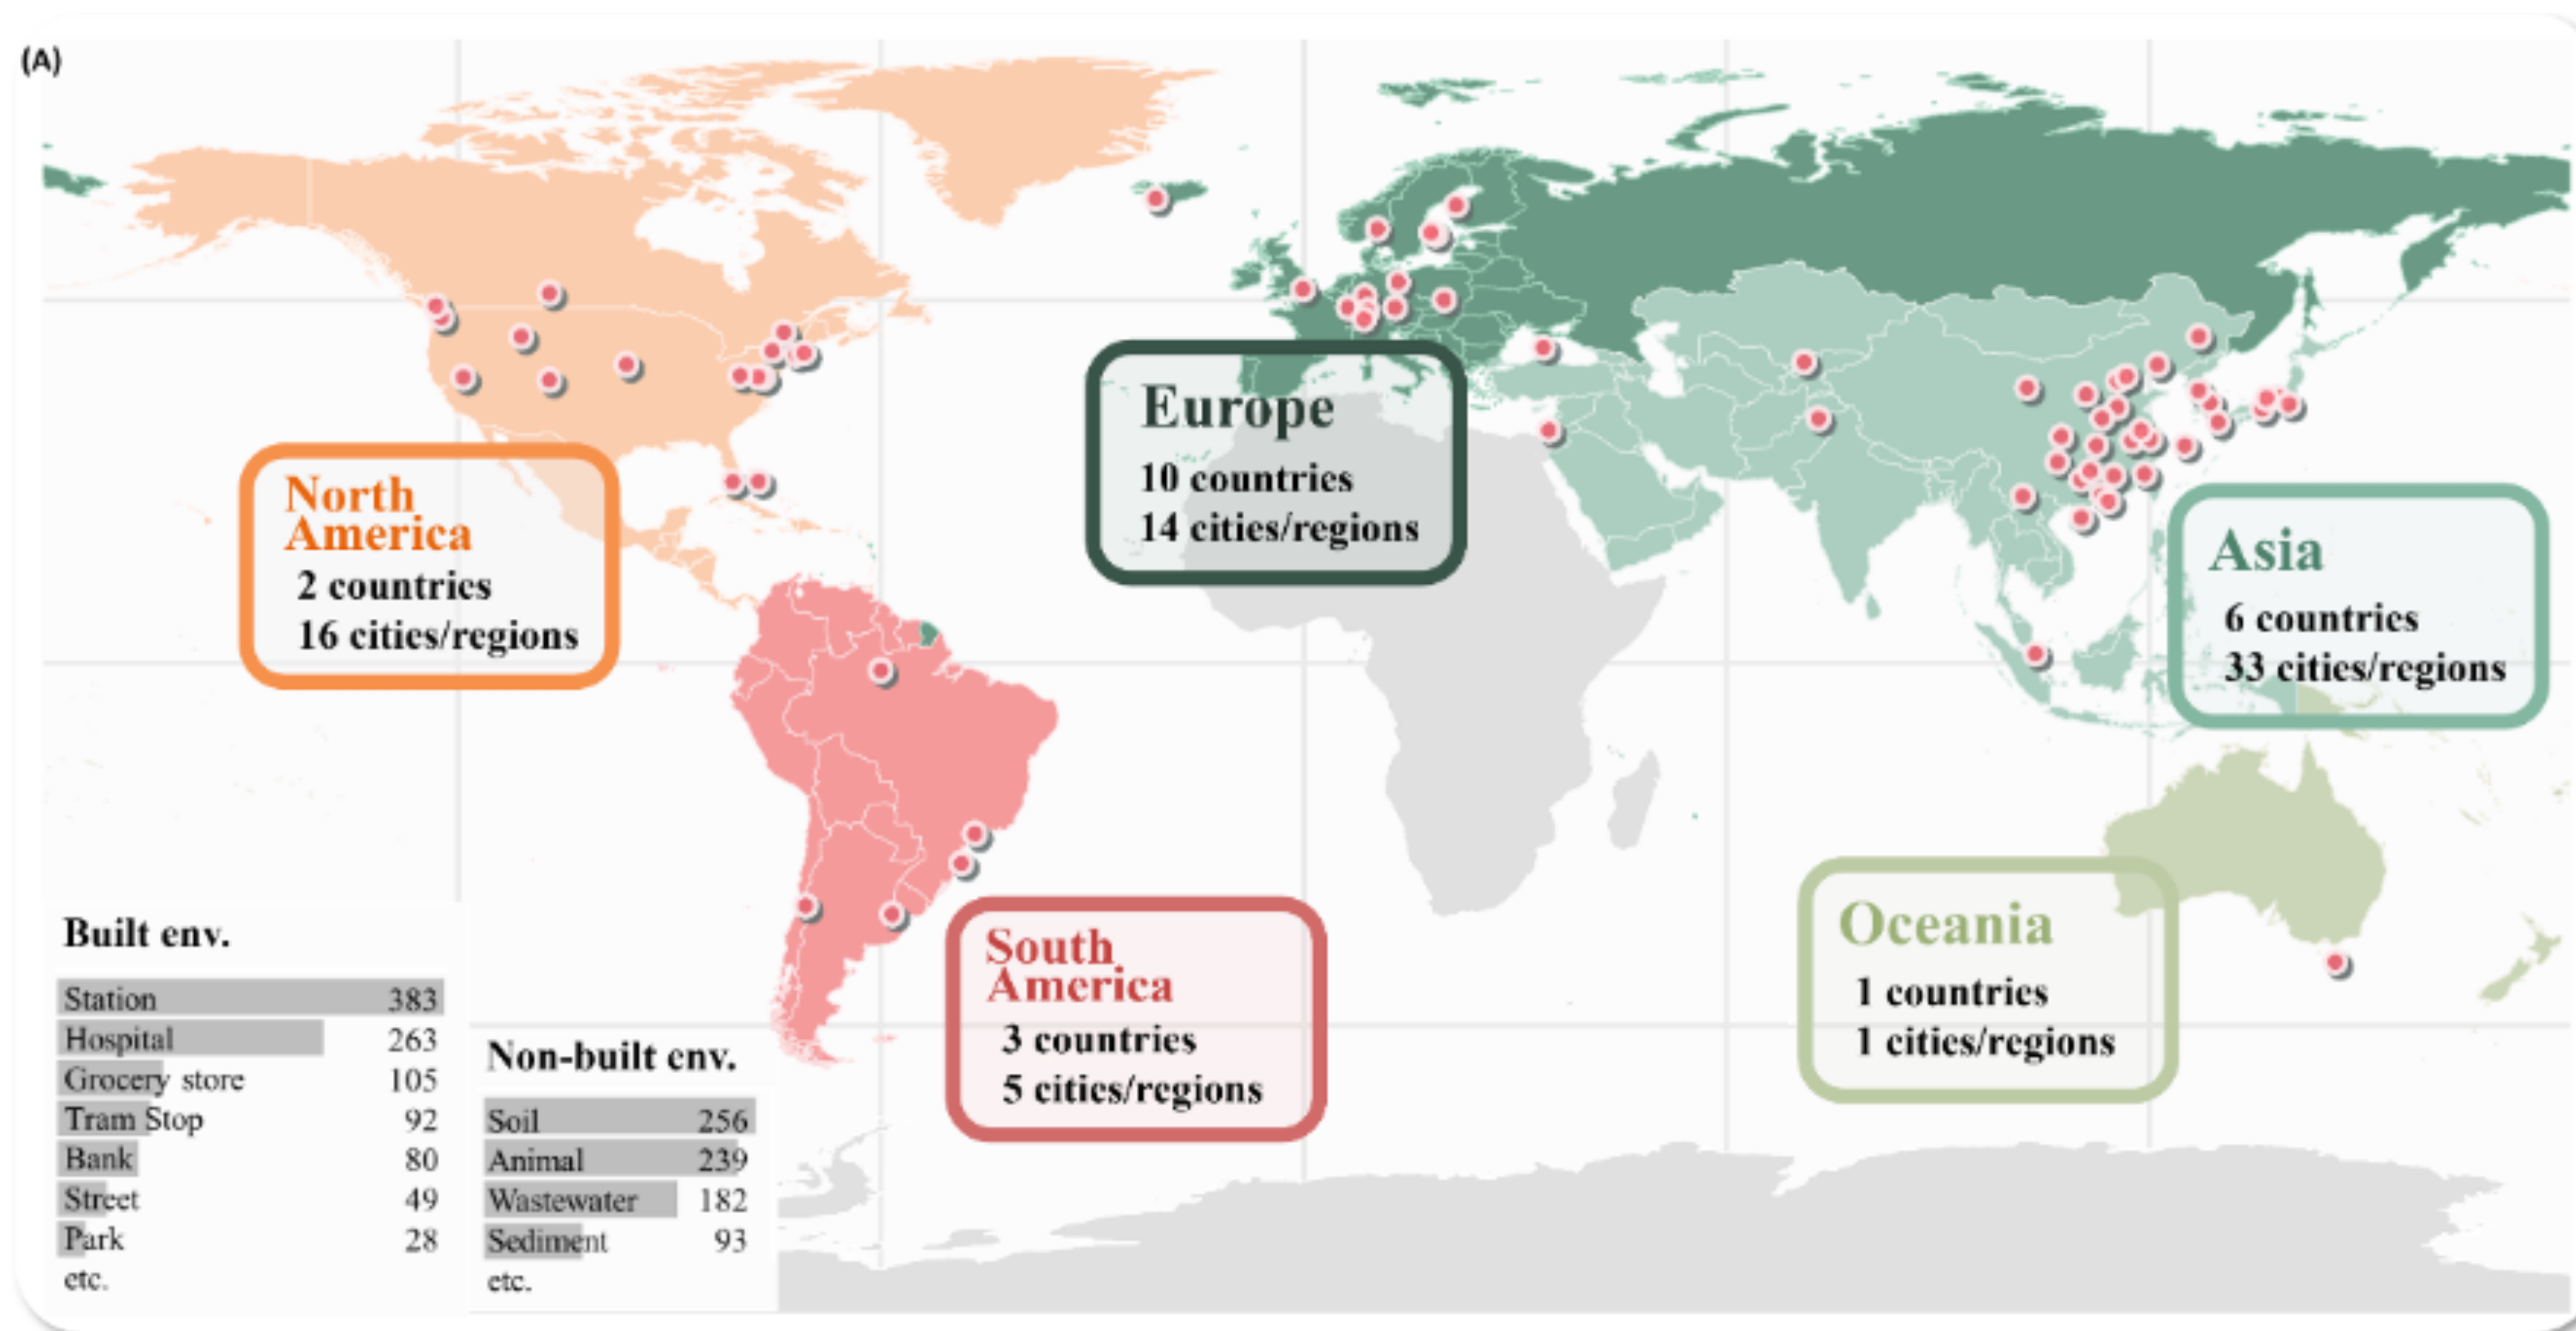 (A)
North
America
2 countries
16 cities/regions
Europe
10 countries
14 cities/regions
Asia
6 countries
33 cities/regions
South
America
3 countries
5 cities/regions
Oceania
1 countries
1 cities/regions
Built env.
Station 383
Hospital 263
Grocery store 105
Tram Stop 92
Bank 80
Street 49
Park 28
etc.
Non-built env.
Soil 256
Animal 239
Wastewater 182
Sediment 93
etc.